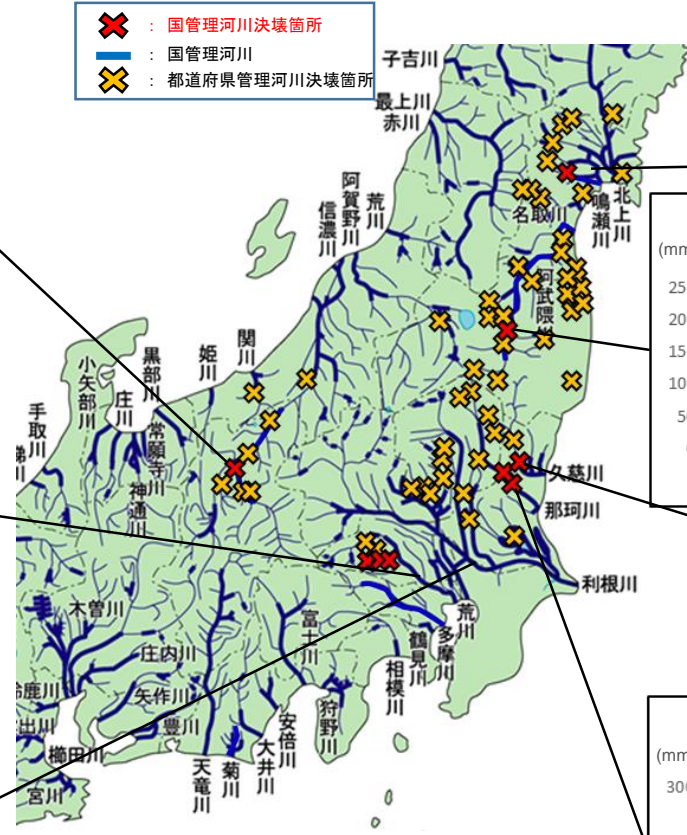 ： 国管理河川決壊箇所
： 国管理河川
： 都道府県管理河川決壊箇所
子吉川
最上川
赤川
荒川
阿賀野川
信濃川
名取川
鳴瀬川
北上川
阿武隈川
関川
姫川
黒部川
小矢部川
庄川
常願寺川
神通川
手取川
久慈川
那珂川
利根川
荒川
多摩川
鶴見川
相模川
富士川
狩野川
安倍川
大井川
菊川
天竜川
木曽川
庄内川
矢作川
豊川
鈴鹿川
出川
櫛田川
宮川
(mm
25
20
15
10
5
(mm
30